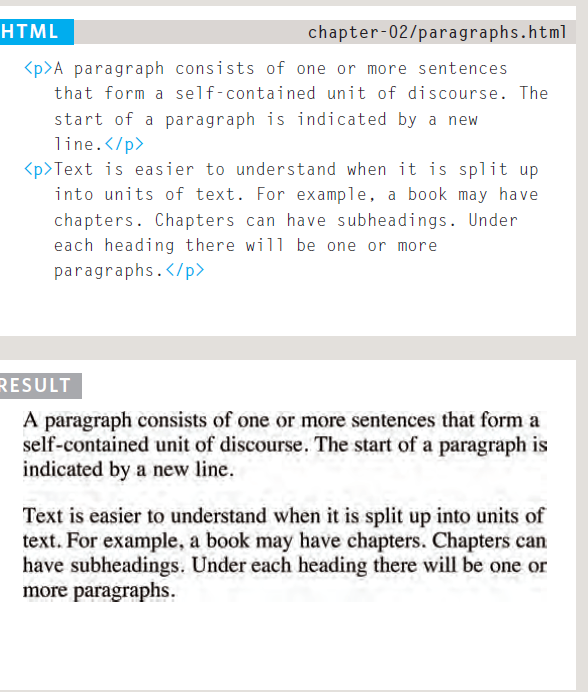 HTML chapter-02/paragraphs.html
<p>A paragraph consists of one or more sentences
that form a self-contained unit of discourse. The
start of a paragraph is indicated by a new
line.</p>
<p>Text is easier to understand when it is split up
into units of text. For example, a book may have
chapters. Chapters can have subheadings. Under
each heading there will be one or more
paragraphs.</p>
RESULT
A paragraph consists of one or more sentences that form a
self-contained unit of discourse. The start of a paragraph is
indicated by a new line.
Text is easier to understand when it is split up into units of
text. For example, a book may have chapters. Chapters can
have subheadings. Under each heading there will be one or
more paragraphs.